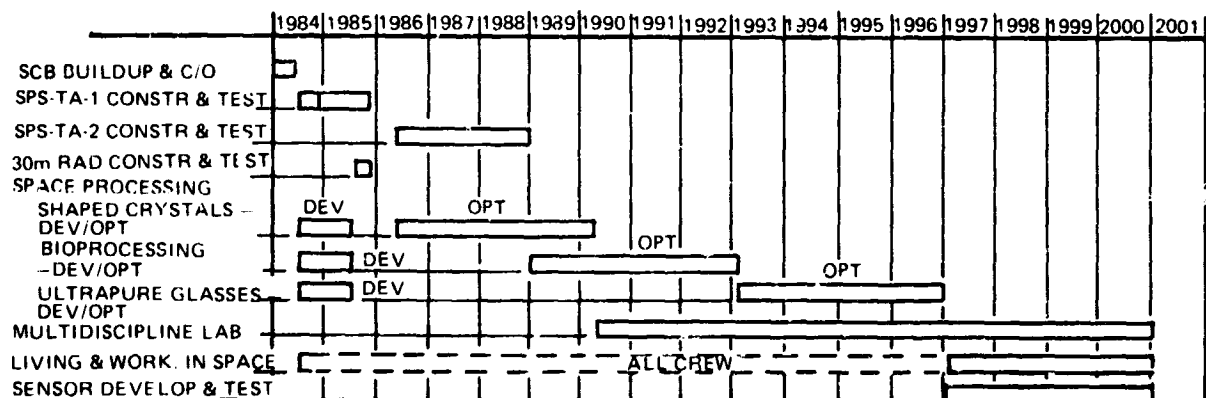 1984 1985 1986 1987 1988 1989 1990 1991 1992 1993 1994 1995 1996 1997 1998 1999 2000 2001
SCB BUILDUP & C/O
SPS-TA-1 CONSTR & TEST
SPS-TA-2 CONSTR & TEST
30m RAD CONSTR & TEST
SPACE PROCESSING
SHAPED CRYSTALS – DEV OPT
DEV/OPT
BIOPROCESSING OPT
–DEV/OPT DEV OPT
ULTRAPURE GLASSES DEV
DEV/OPT
MULTIDISCIPLINE LAB
LIVING & WORK. IN SPACE ALL CREW
SENSOR DEVELOP & TEST